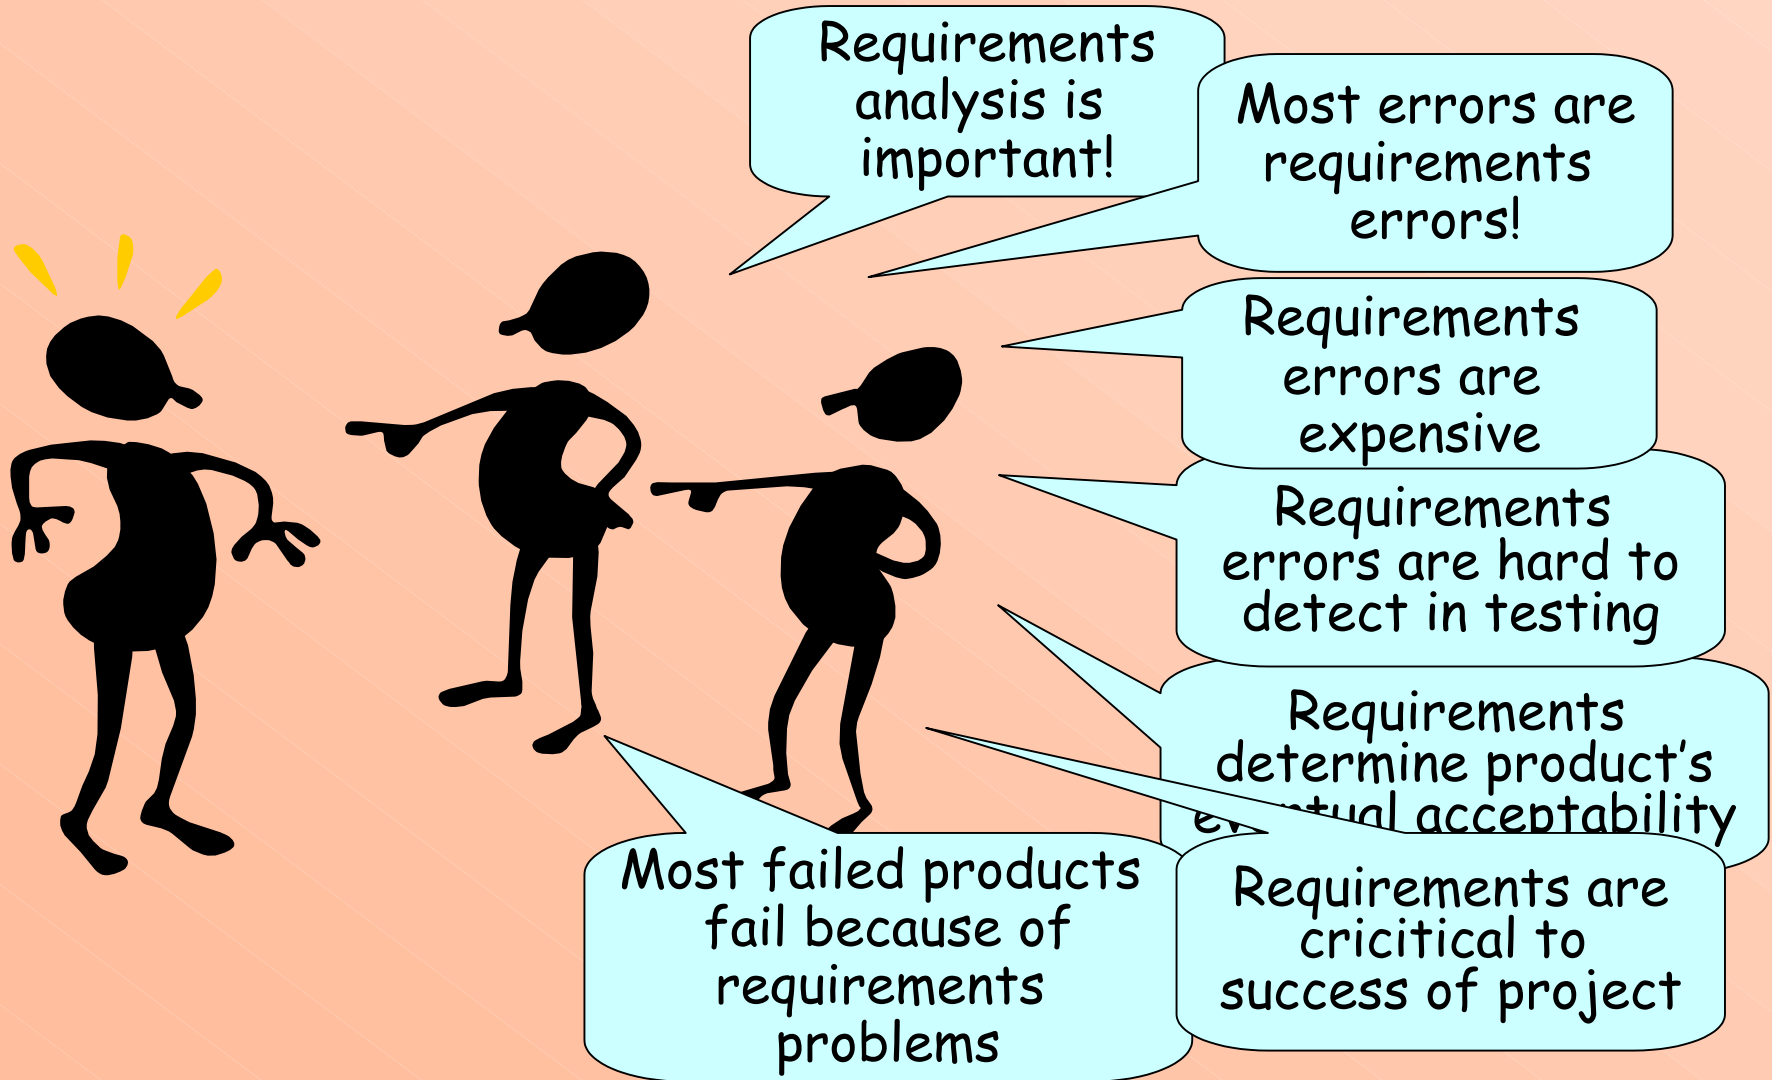 Requirements
analysis is
important!
Most errors are
requirements
errors!
Requirements
errors are
expensive
Requirements
errors are hard to
detect in testing
Requirements
determine product's
acceptability
Most failed products
fail because of
requirements
problems
Requirements are
cricitical to
success of project